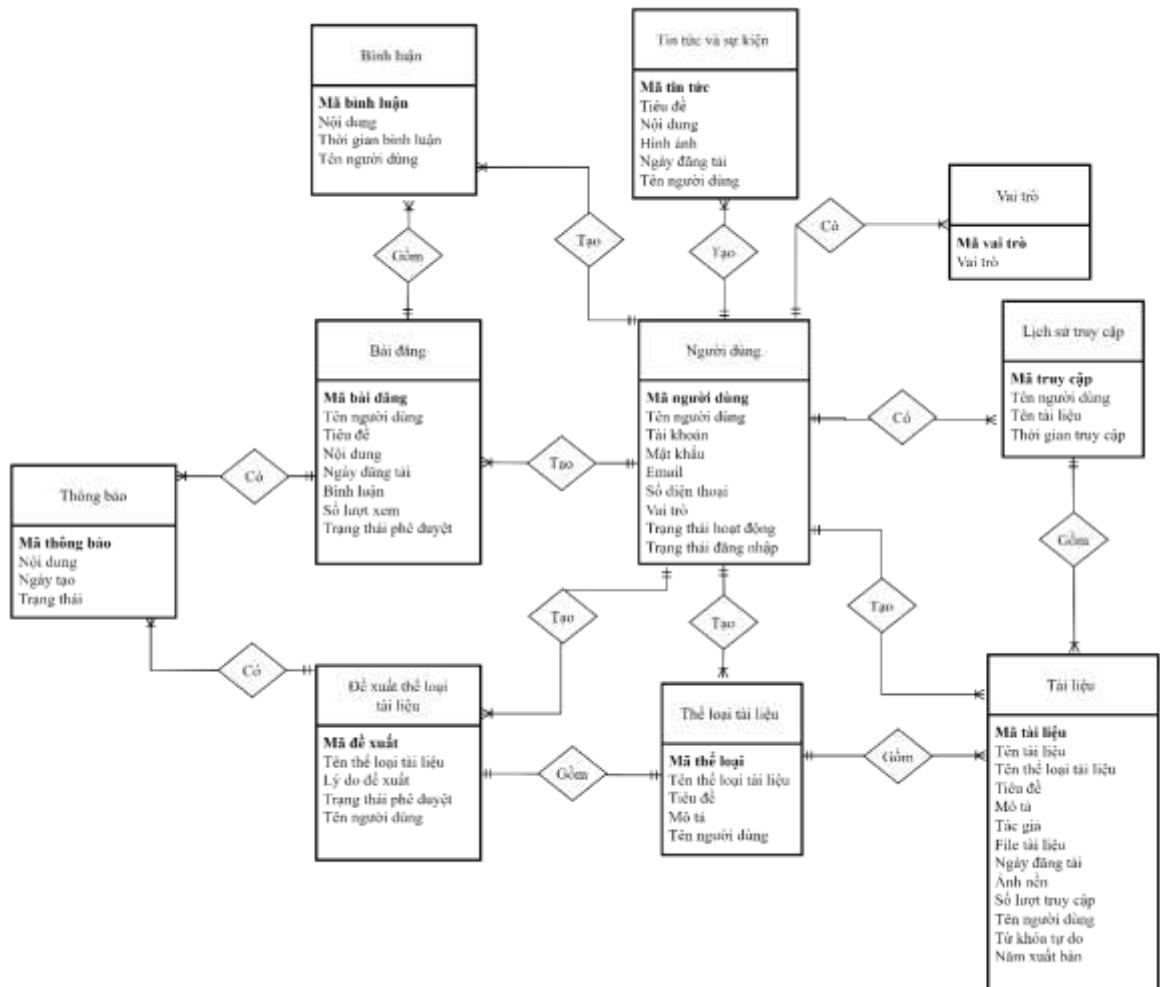 Bình luận
Mã bình luận
Nội dung
Thời gian bình luận
Tên người dùng
Tin tức và sự kiện
Mã tin tức
Tiêu đề
Nội dung
Hình ảnh
Ngày đăng tải
Tên người dùng
Vai trò
Mã vai trò
Vai trò
Có
Tạo
Tạo
Gồm
Bài đăng
Mã bài đăng
Tên người dùng
Tiêu đề
Nội dung
Ngày đăng tải
Bình luận
Số lượt xem
Trạng thái phê duyệt
Người dùng
Mã người dùng
Tên người dùng
Tài khoản
Mật khẩu
Email
Số điện thoại
Vai trò
Trạng thái hoạt động
Trạng thái đăng nhập
Lịch sử truy cập
Mã truy cập
Tên người dùng
Tên tài liệu
Thời gian truy cập
Có
Tạo
Có
Thông báo
Mã thông báo
Nội dung
Ngày tạo
Trạng thái
Gồm
Tạo
Tạo
Tạo
Có
Đề xuất thể loại
tài liệu
Mã đề xuất
Tên thể loại tài liệu
Lý do đề xuất
Trạng thái phê duyệt
Tên người dùng
Gồm
Thể loại tài liệu
Mã thể loại
Tên thể loại tài liệu
Tiêu đề
Mô tả
Tên người dùng
Gồm
Tài liệu
Mã tài liệu
Tên tài liệu
Tên thể loại tài liệu
Tiêu đề
Mô tả
Tác giả
File tài liệu
Ngày đăng tải
Ảnh nền
Số lượt truy cập
Tên người dùng
Từ khóa tự do
Năm xuất bản